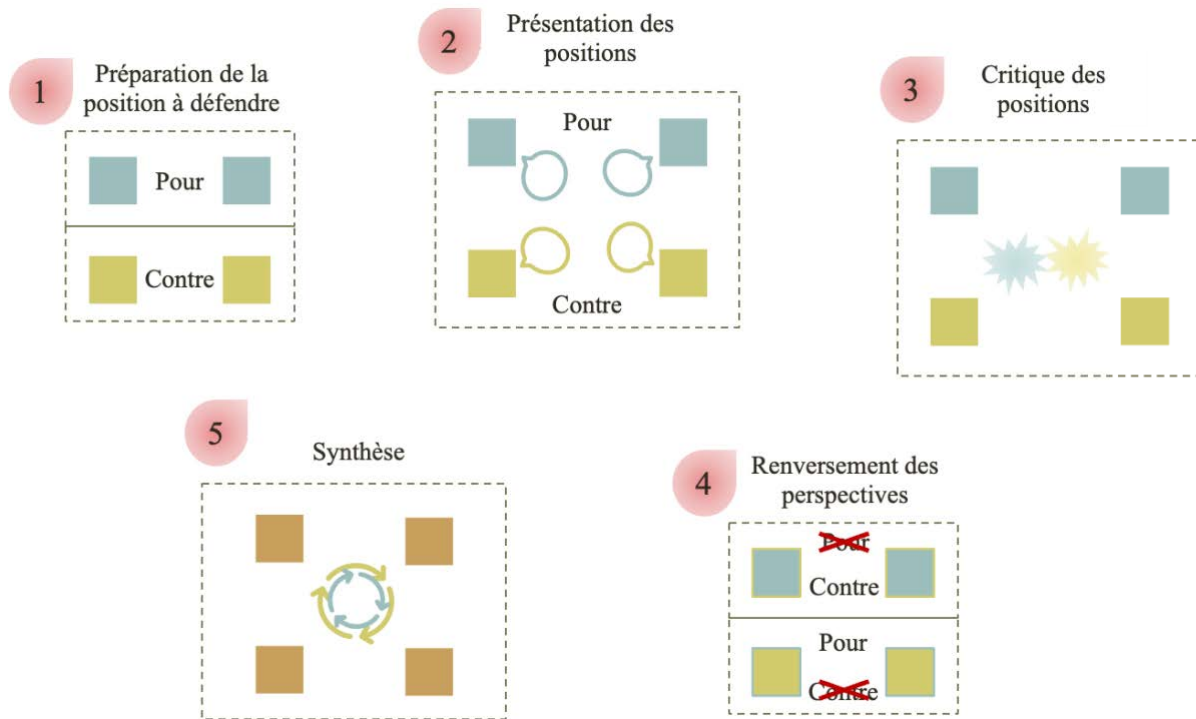 1
Préparation de la
position à défendre
Pour
Contre
2
Présentation des
positions
Pour
Contre
3
Critique des
positions
4
Renversement des
perspectives
Pour
Contre
Pour
Contre
5
Synthèse